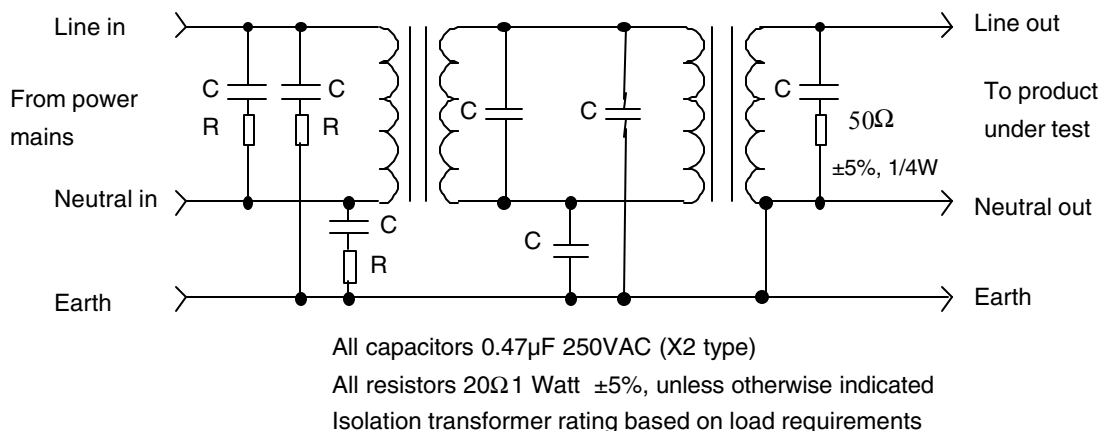 Line in
Line out
C
C
C
C
C
From power
mains
R
R
50Ω
To product
under test
±5%, 1/4W
Neutral in
Neutral out
C
C
R
Earth
Earth
All capacitors 0.47µF 250VAC (X2 type)
All resistors 20Ω1 Watt ±5%, unless otherwise indicated
Isolation transformer rating based on load requirements